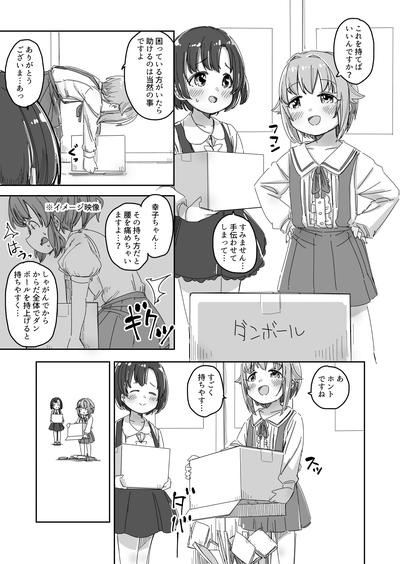 これを持てば
いいんですか?
すみません…
手伝わせて
しまって…
ダンボール
困っている方がいたら
助けるのは当然の事
ですよ
ありがとう
ございま…あっ
ぐっ
※イメージ映像
幸子ちゃん…
その持ち方だと
腰を痛めちゃい
ますよ…?
ギクッ
はうっ
しゃがんでから
からだ全体でダン
ボールを持上げると
持ちやすく…
あ
ホント
ですね
すごく
持ちやす…
スッ
ダバァ